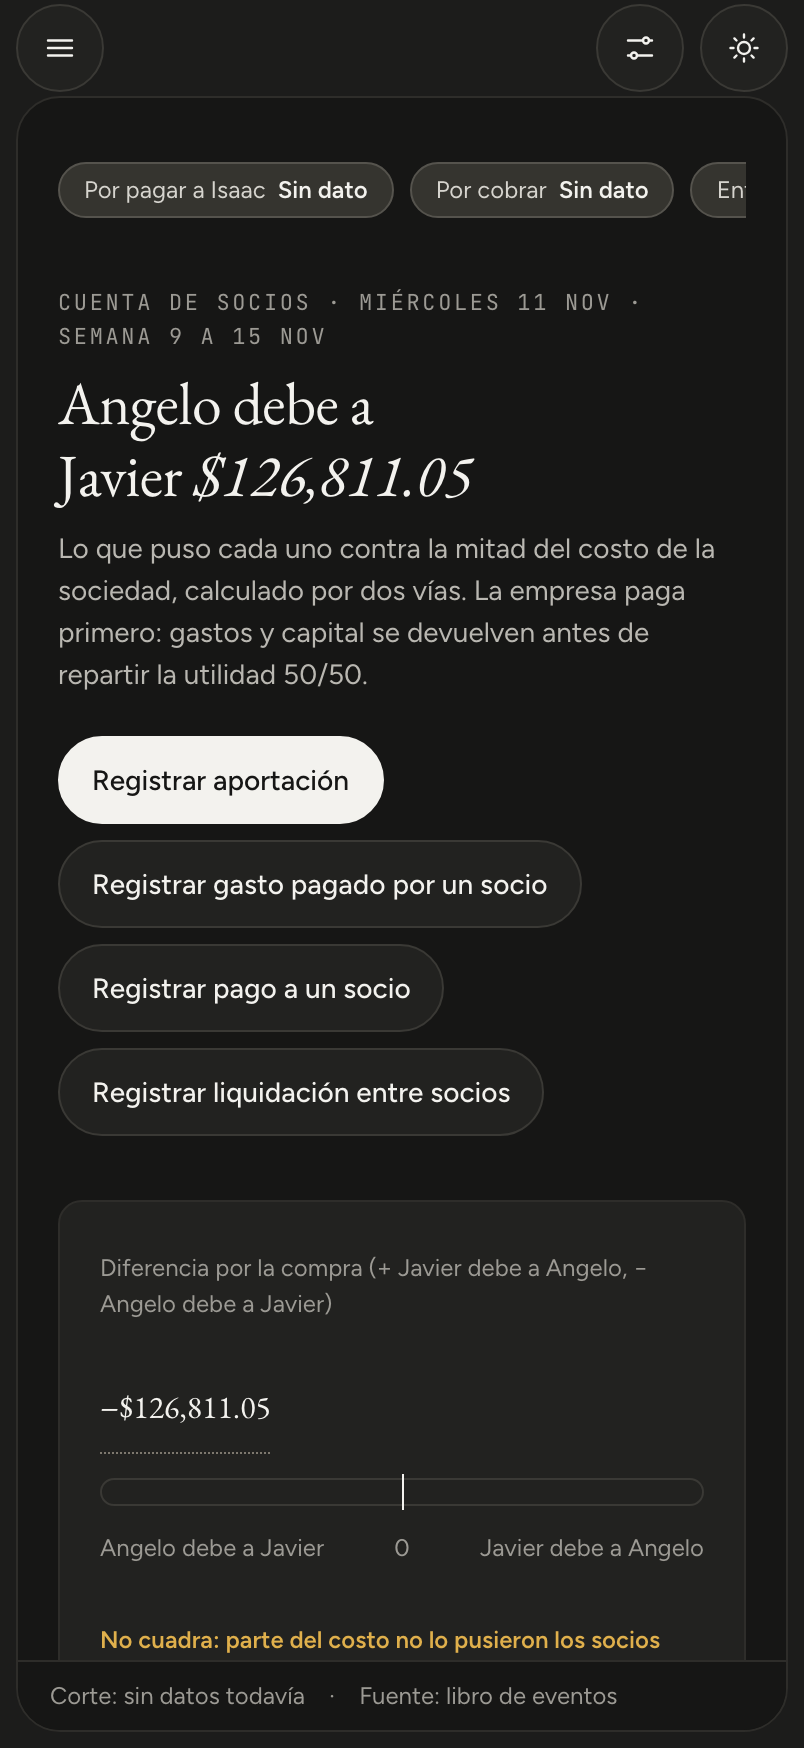 Por pagar a Isaac Sin dato
Por cobrar Sin dato
CUENTA DE SOCIOS · MIÉRCOLES 11 NOV ·
SEMANA 9 A 15 NOV
Angelo debe a
Javier $126,811.05
Lo que puso cada uno contra la mitad del costo de la
sociedad, calculado por dos vías. La empresa paga
primero: gastos y capital se devuelven antes de
repartir la utilidad 50/50.
Registrar aportación
Registrar gasto pagado por un socio
Registrar pago a un socio
Registrar liquidación entre socios
Diferencia por la compra (+ Javier debe a Angelo, −
Angelo debe a Javier)
−$126,811.05
Angelo debe a Javier 0 Javier debe a Angelo
No cuadra: parte del costo no lo pusieron los socios
Corte: sin datos todavía · Fuente: libro de eventos